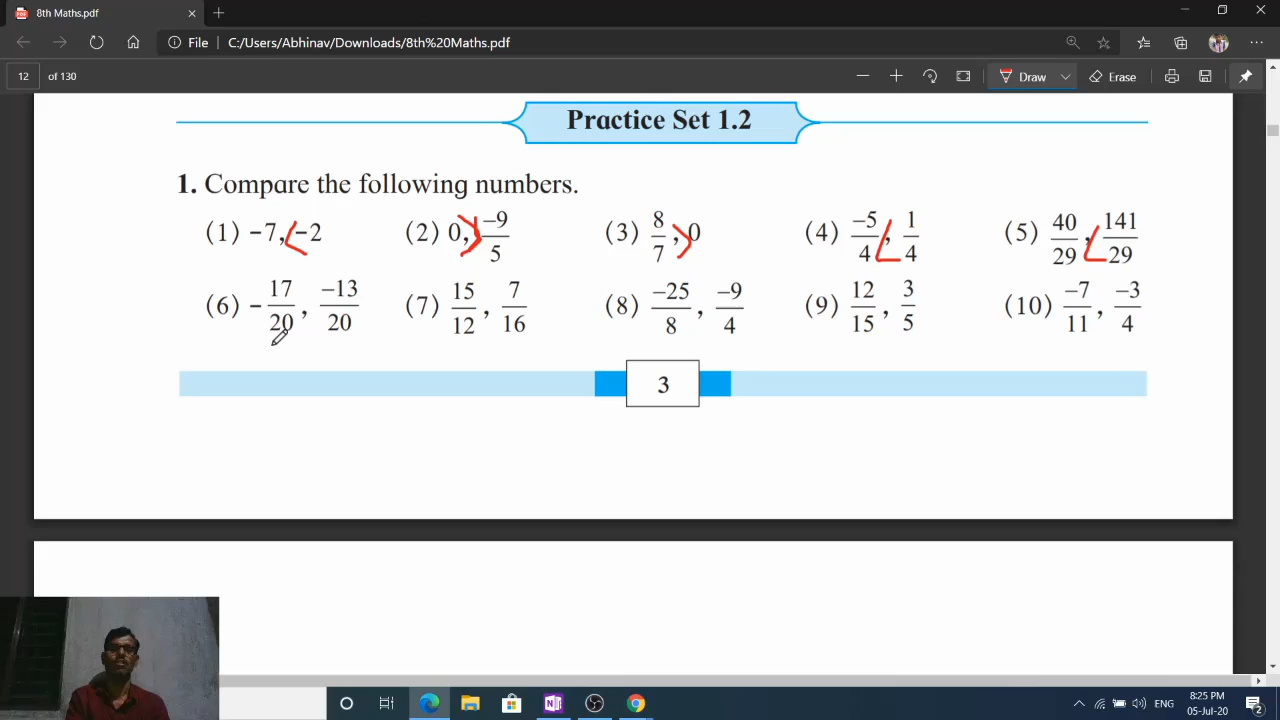 8th Maths.pdf
File | C:/Users/Abhinav/Downloads/8th%20Maths.pdf
12 of 130 Draw Erase
Practice Set 1.2
1. Compare the following numbers.
(1) -7, < -2 (2) 0, > -9/5 (3) 8/7, > 0 (4) -5/4, < 1/4 (5) 40/29, < 141/29
(6) -17/20, -13/20 (7) 15/12, 7/16 (8) -25/8, -9/4 (9) 12/15, 3/5 (10) -7/11, -3/4
3
ENG 8:25 PM
05-Jul-20 2